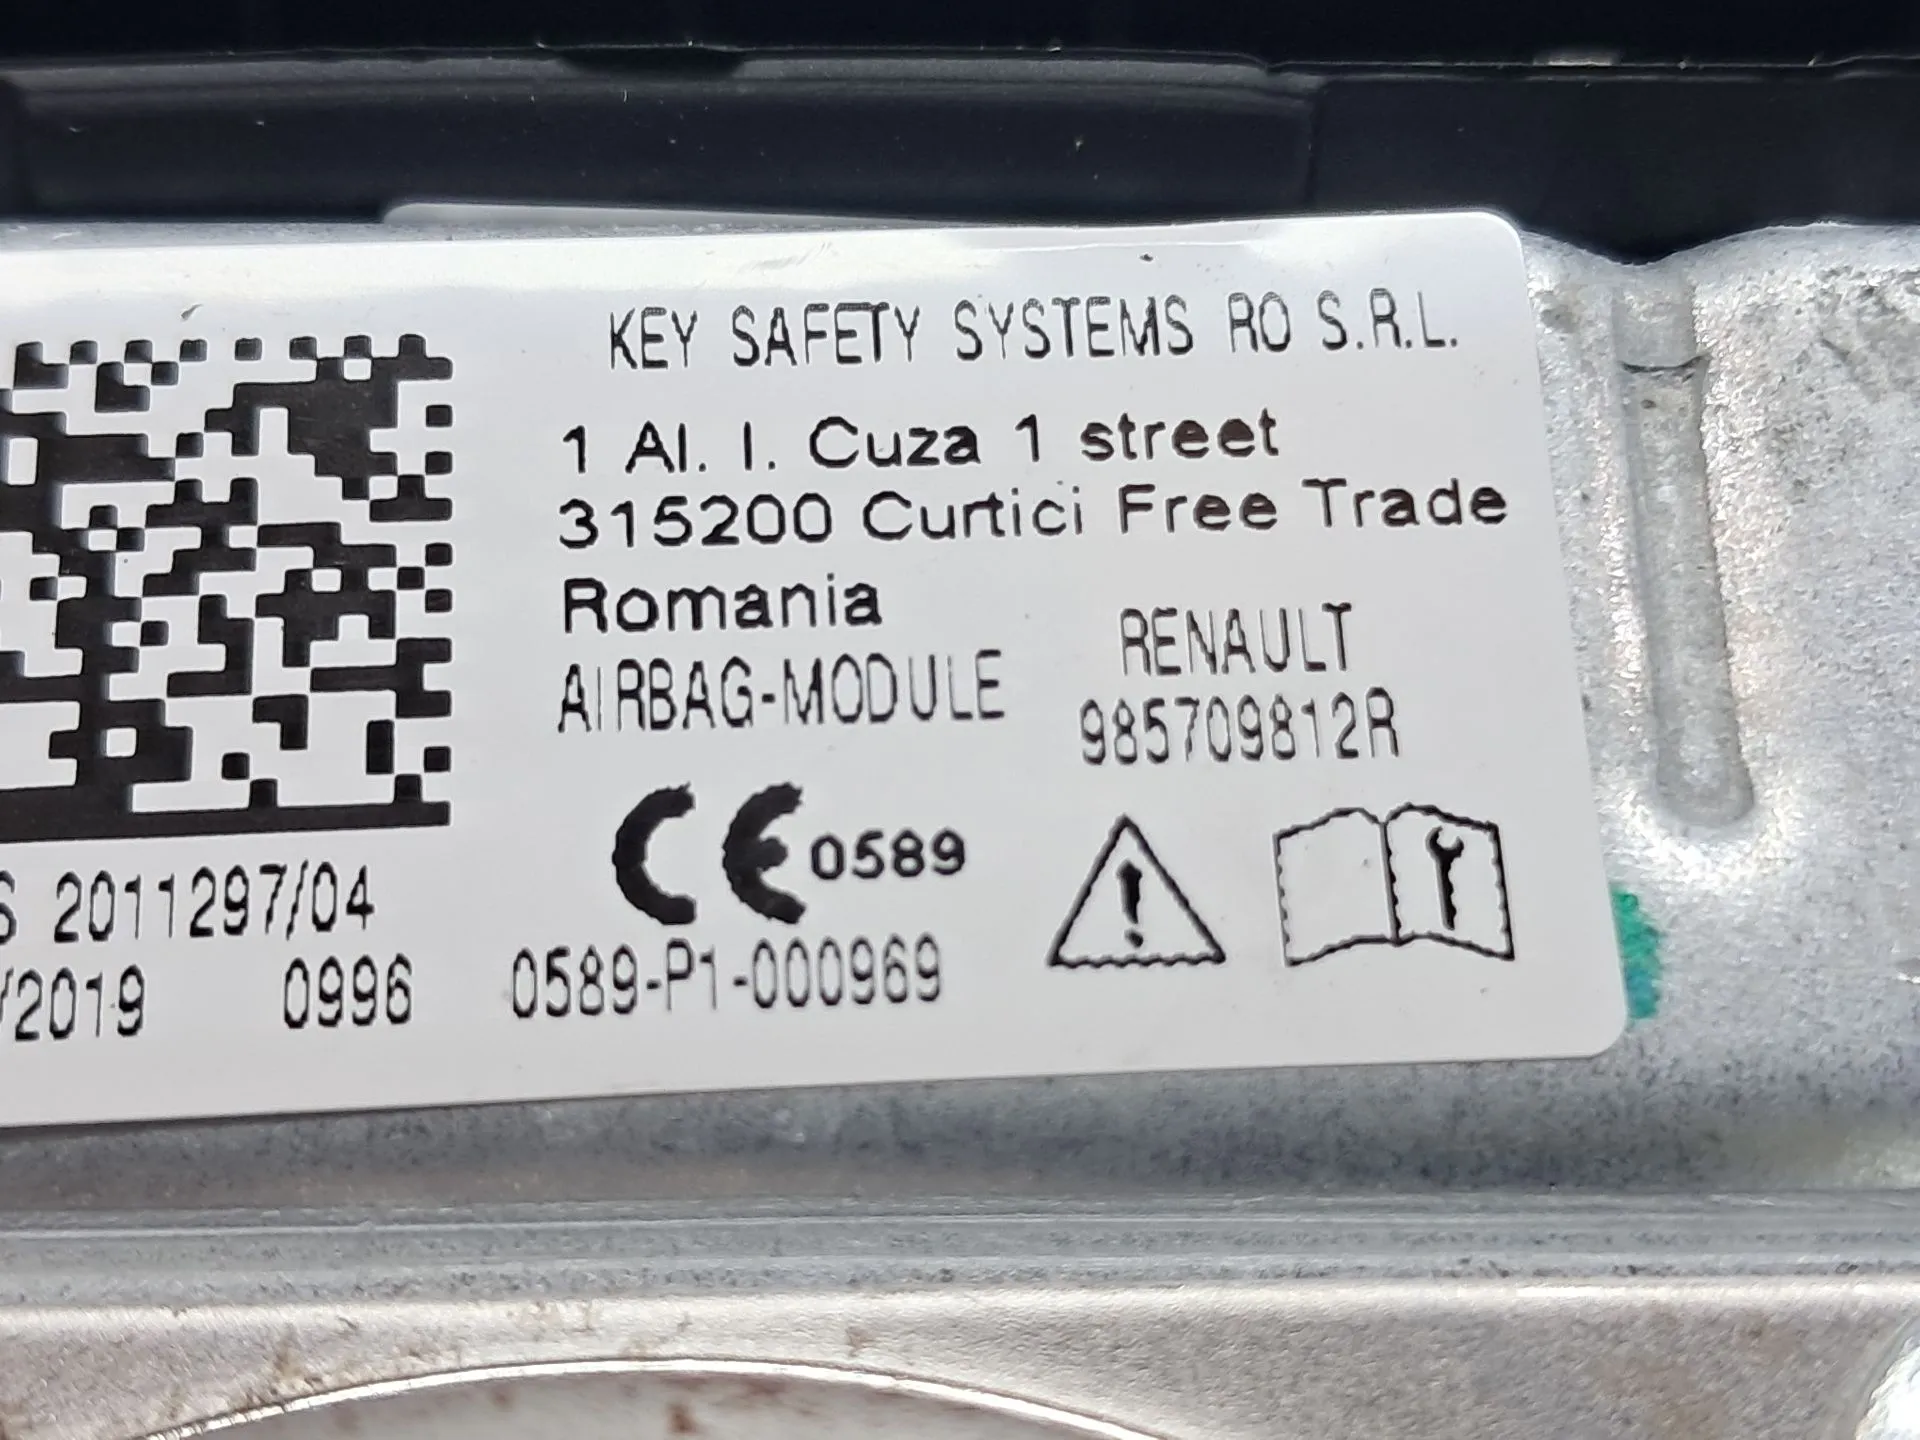 KEY SAFETY SYSTEMS RO S.R.L.
1 Al. I. Cuza 1 street
315200 Curtici Free Trade
Romania
AIRBAG-MODULE
RENAULT
985709812R
CE 0589
S 2011297/04
/2019 0996
0589-P1-000969